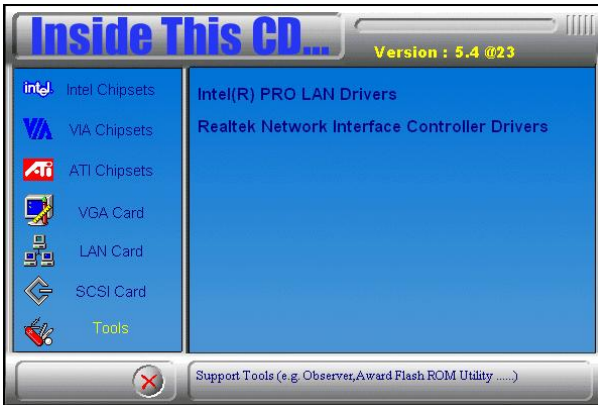 Inside This CD...
Version : 5.4 @23
intel Intel Chipsets
VIA VIA Chipsets
ATi ATI Chipsets
VGA Card
LAN Card
SCSI Card
Tools
Intel(R) PRO LAN Drivers
Realtek Network Interface Controller Drivers
Support Tools (e.g. Observer,Award Flash ROM Utility ......)